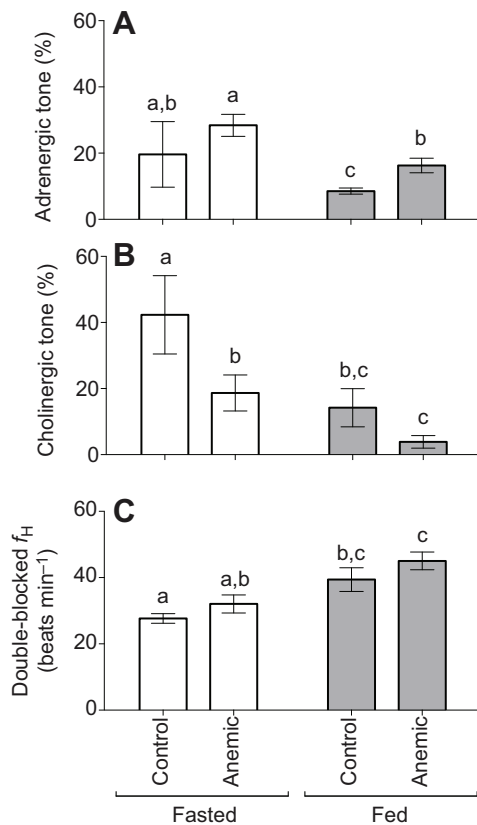 A
Adrenergic tone (%)
60
40
20
0
a,b
a
c
b
B
Cholinergic tone (%)
60
40
20
0
a
b
b,c
c
C
Double-blocked fH
(beats min–1)
60
40
20
0
a
a,b
b,c
c
Control
Anemic
Control
Anemic
Fasted
Fed